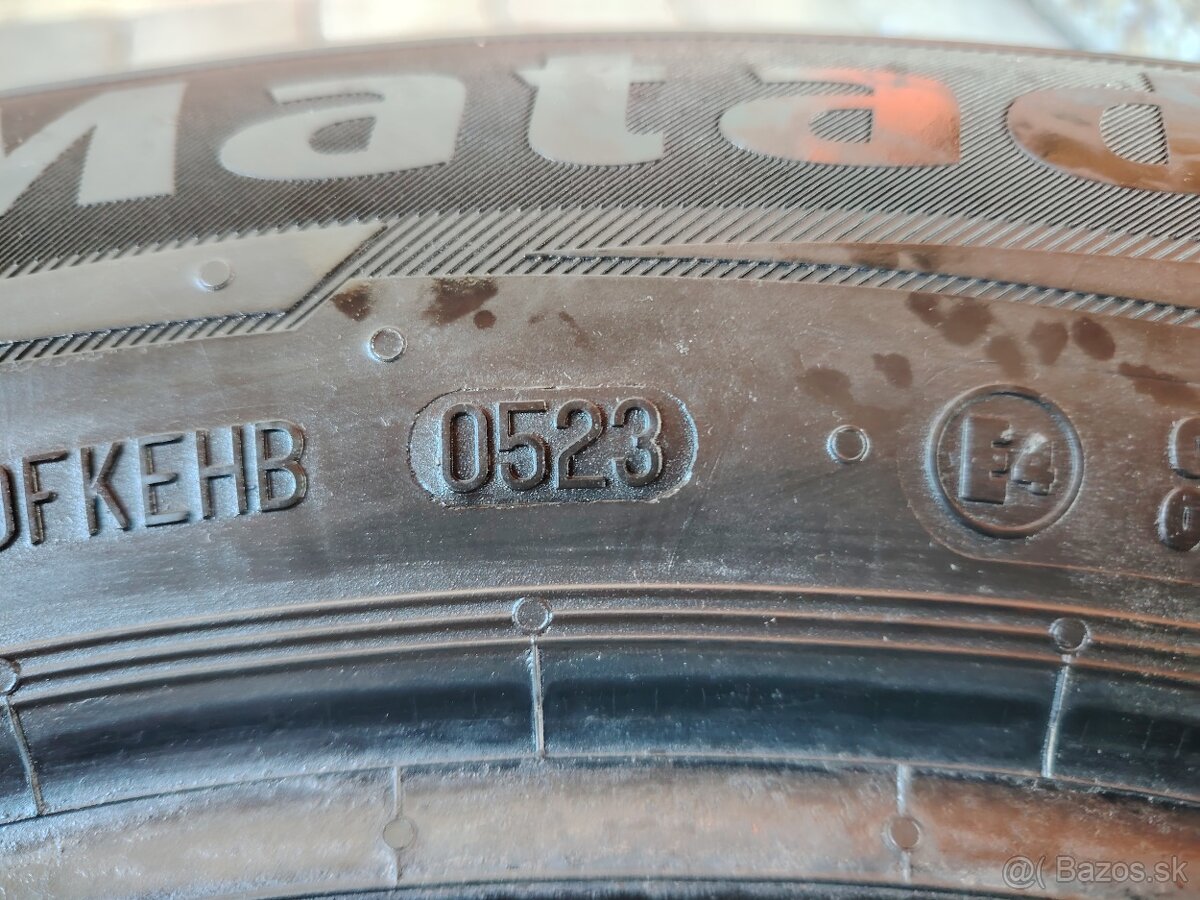 Matad
DFKEHB 0523 E4
@( Bazos.sk